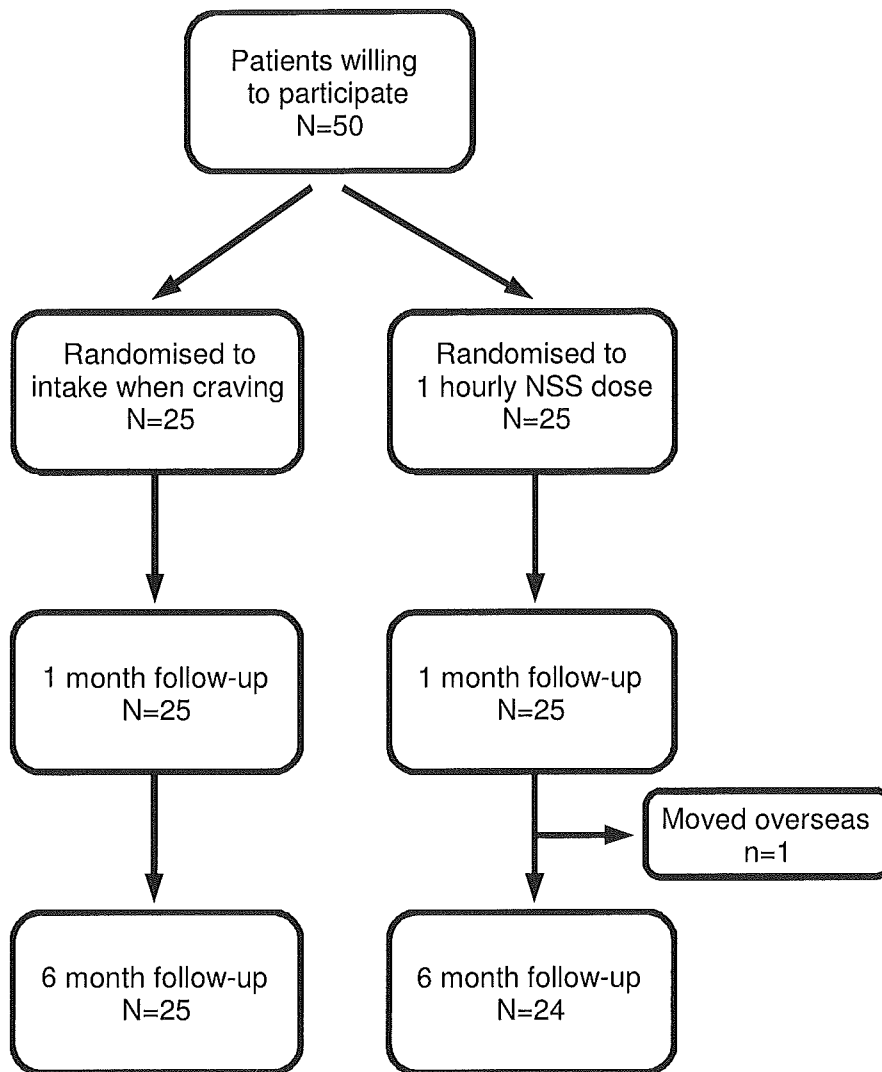 Patients willing
to participate
N=50
Randomised to
intake when craving
N=25
Randomised to
1 hourly NSS dose
N=25
1 month follow-up
N=25
1 month follow-up
N=25
Moved overseas
n=1
6 month follow-up
N=25
6 month follow-up
N=24